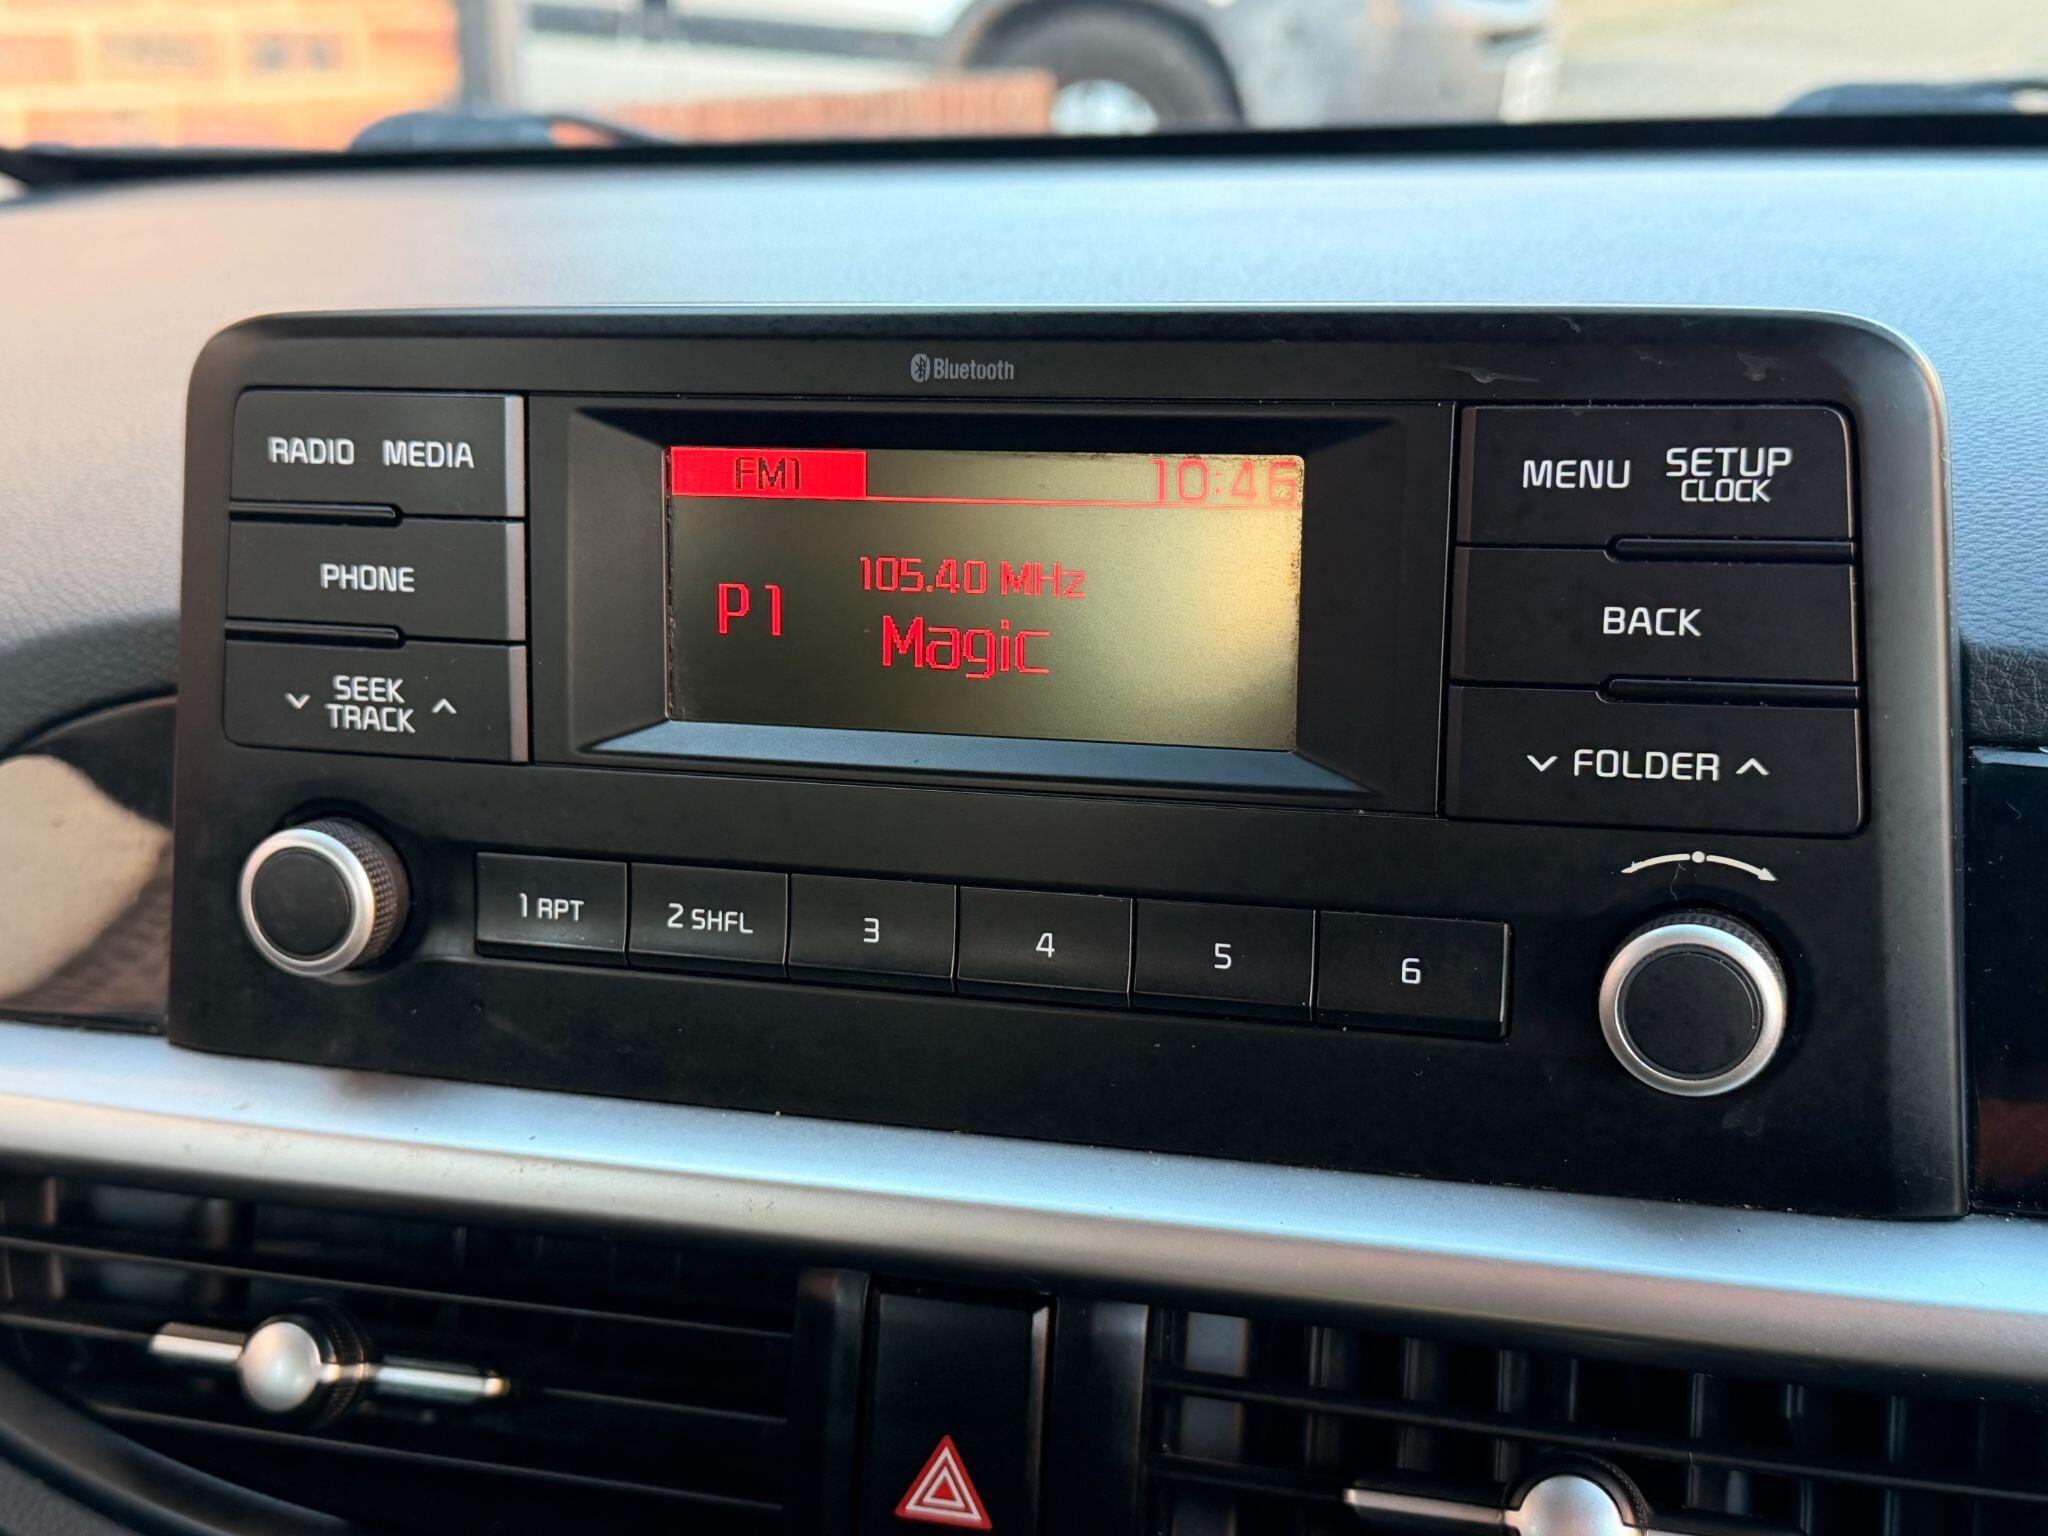 Bluetooth
RADIO MEDIA
PHONE
SEEK
TRACK
FM1 10:46
105.40 MHz
P1
Magic
MENU SETUP
CLOCK
BACK
FOLDER
1 RPT 2 SHFL 3 4 5 6